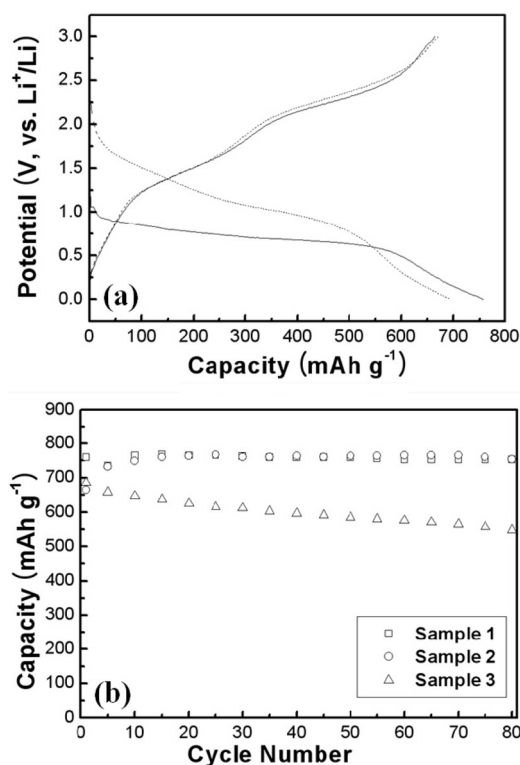 3.0
2.5
2.0
1.5
1.0
0.5
0.0
Potential (V, vs. Li⁺/Li)
(a)
0 100 200 300 400 500 600 700 800
Capacity (mAh g⁻¹)
900
800
700
600
500
400
300
200
100
0
Capacity (mAh g⁻¹)
Sample 1
Sample 2
Sample 3
(b)
0 10 20 30 40 50 60 70 80
Cycle Number